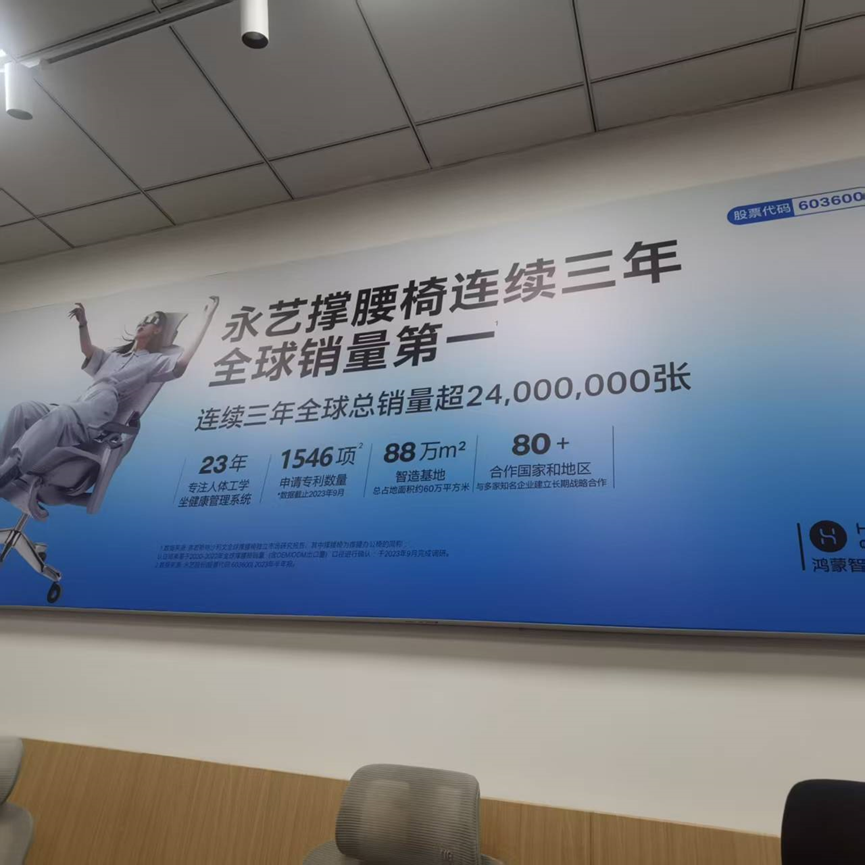 股票代码 603600
永艺撑腰椅连续三年
全球销量第一
连续三年全球总销量超24,000,000张
23年
专注人体工学
坐健康管理系统
1546项²
申请专利数量
*数据截止2023年9月
88万m²
智造基地
总占地面积约60万平方米
80+
合作国家和地区
与多家知名企业建立长期战略合作
鸿蒙智